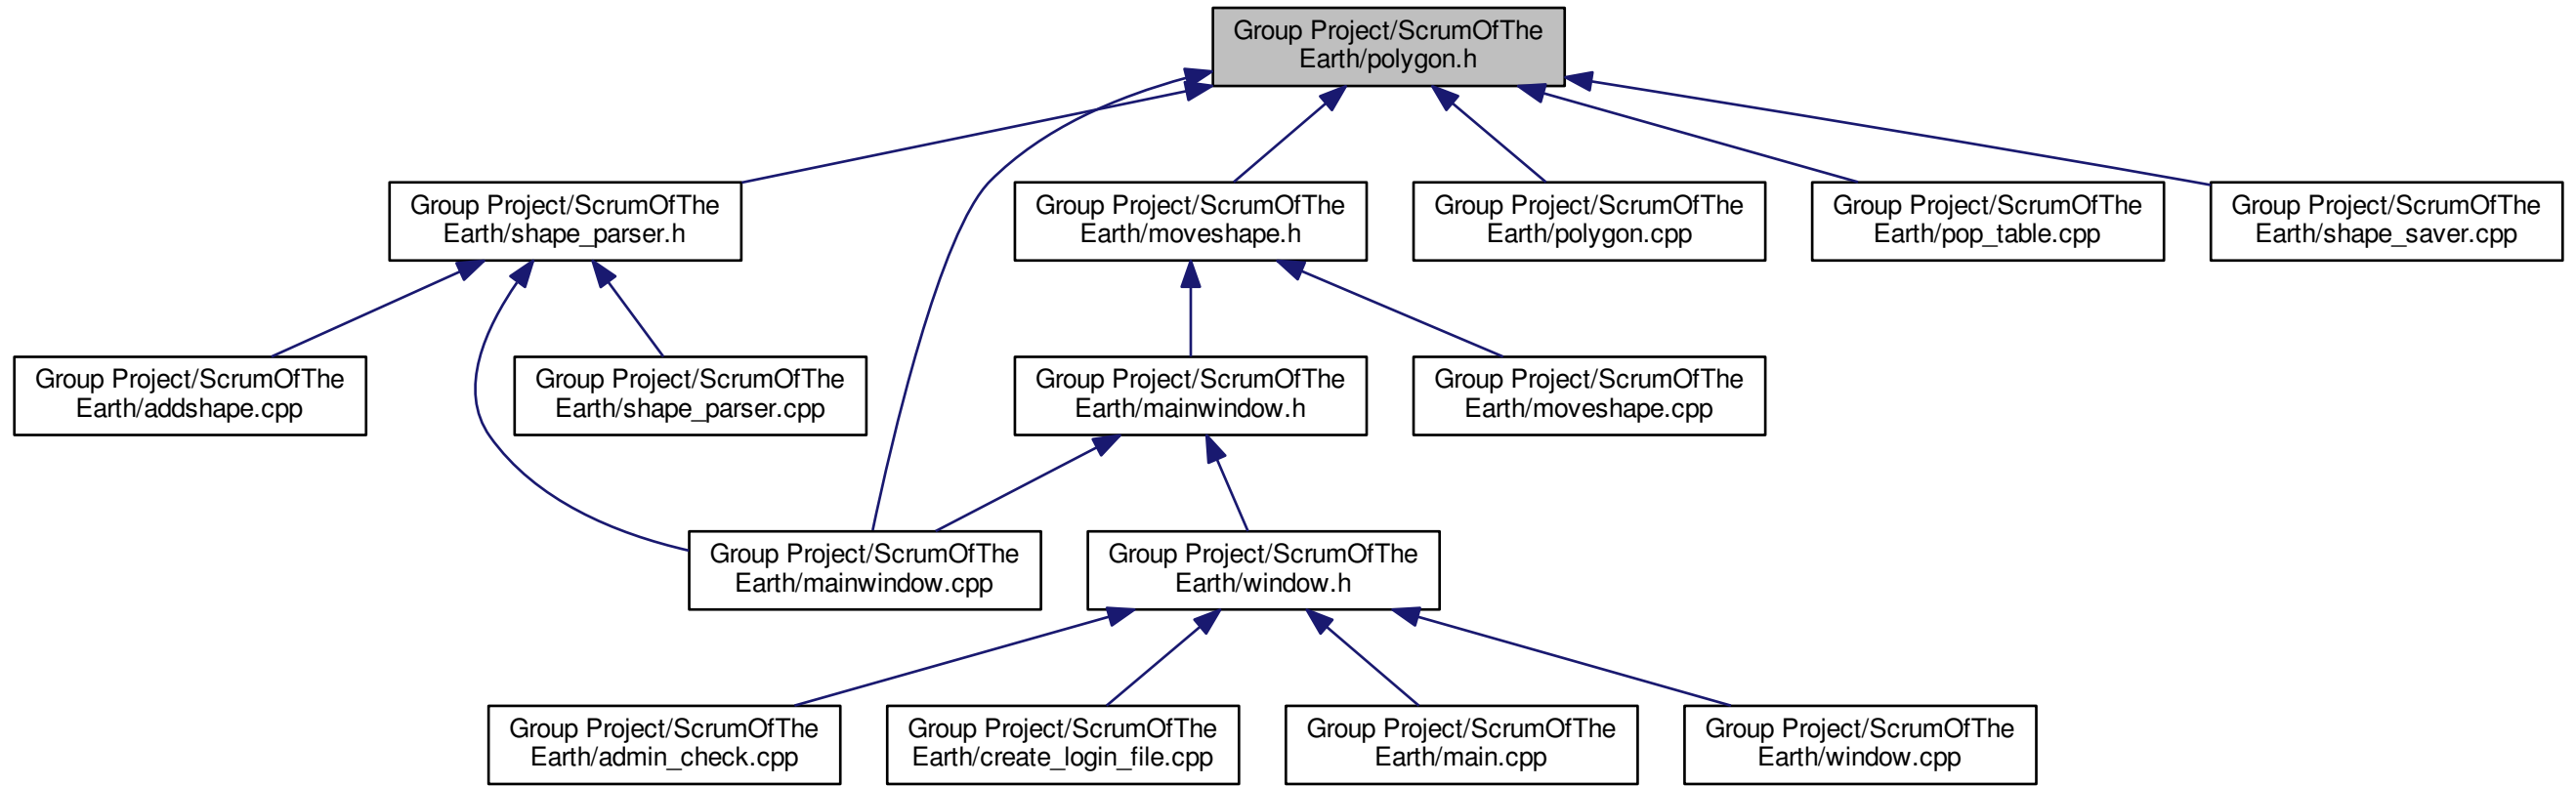 Group Project/ScrumOfThe
Earth/polygon.h
Group Project/ScrumOfThe
Earth/shape_parser.h
Group Project/ScrumOfThe
Earth/moveshape.h
Group Project/ScrumOfThe
Earth/polygon.cpp
Group Project/ScrumOfThe
Earth/pop_table.cpp
Group Project/ScrumOfThe
Earth/shape_saver.cpp
Group Project/ScrumOfThe
Earth/addshape.cpp
Group Project/ScrumOfThe
Earth/shape_parser.cpp
Group Project/ScrumOfThe
Earth/mainwindow.h
Group Project/ScrumOfThe
Earth/moveshape.cpp
Group Project/ScrumOfThe
Earth/mainwindow.cpp
Group Project/ScrumOfThe
Earth/window.h
Group Project/ScrumOfThe
Earth/admin_check.cpp
Group Project/ScrumOfThe
Earth/create_login_file.cpp
Group Project/ScrumOfThe
Earth/main.cpp
Group Project/ScrumOfThe
Earth/window.cpp